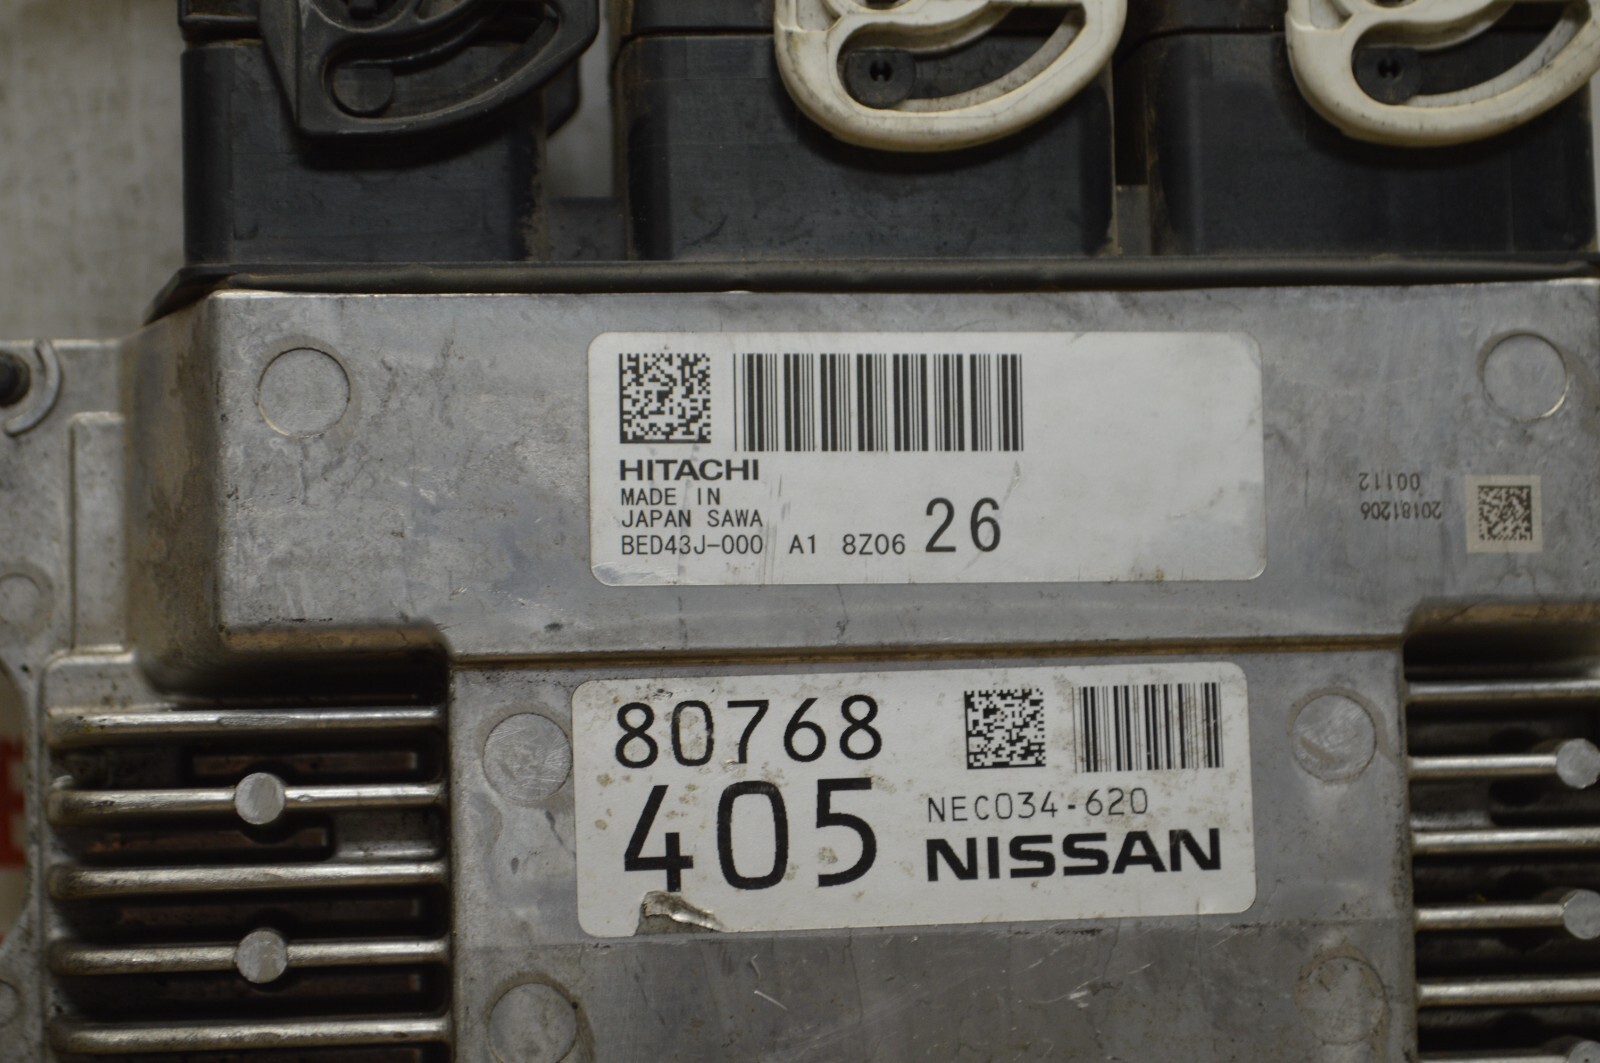 HITACHI
MADE IN
JAPAN SAWA
BED43J-000 A1 8Z06 26
20181206
00112
80768
405
NEC034-620
NISSAN